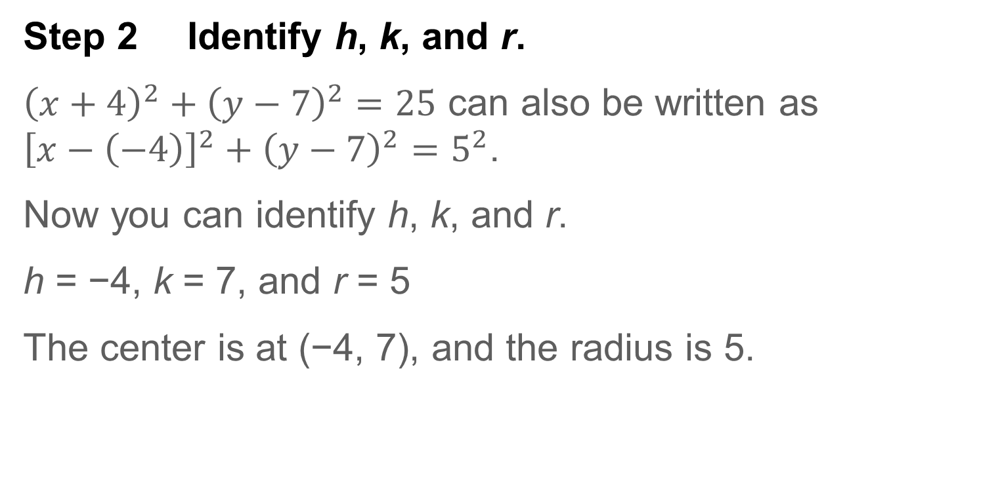 Step 2 Identify h, k, and r.
(x + 4)² + (y − 7)² = 25 can also be written as
[x − (−4)]² + (y − 7)² = 5².
Now you can identify h, k, and r.
h = −4, k = 7, and r = 5
The center is at (−4, 7), and the radius is 5.